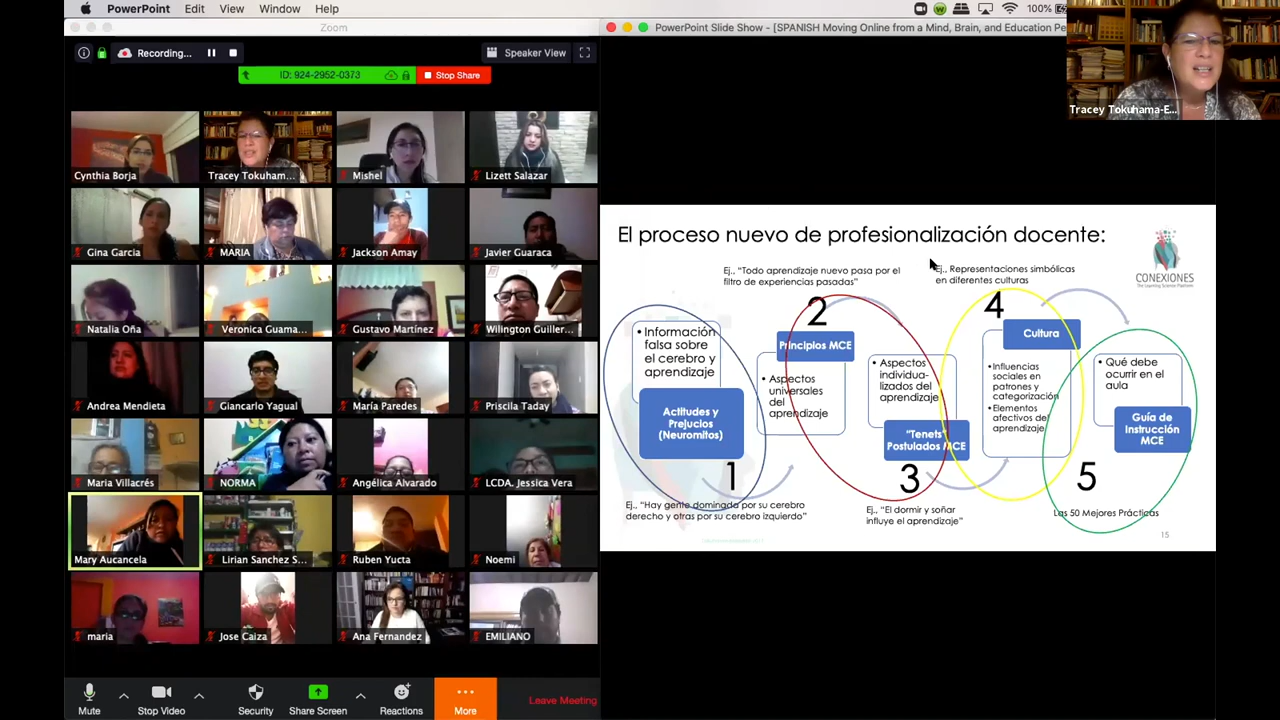 PowerPoint Edit View Window Help
100%
Zoom
PowerPoint Slide Show - [SPANISH Moving Online from a Mind, Brain, and Education Pe
Recording...
Speaker View
ID: 924-2952-0373
Stop Share
Tracey Tokuhama-E...
Cynthia Borja
Tracey Tokuham...
Mishel
Lizett Salazar
Gina Garcia
MARIA
Jackson Amay
Javier Guaraca
Natalia Oña
Veronica Guama...
Gustavo Martínez
Wilington Guiller...
Andrea Mendieta
Giancarlo Yagual
María Paredes
Priscila Taday
Maria Villacrés
NORMA
Angélica Alvarado
LCDA. Jessica Vera
Mary Aucancela
Lirian Sanchez S...
Ruben Yucta
Noemi
maria
Jose Caiza
Ana Fernandez
EMILIANO
Mute
Stop Video
Security
Share Screen
Reactions
More
Leave Meeting
El proceso nuevo de profesionalización docente:
CONEXIONES
The Learning Science Platform
Ej., “Todo aprendizaje nuevo pasa por el
filtro de experiencias pasadas”
Ej., Representaciones simbólicas
en diferentes culturas
• Información
falsa sobre
el cerebro y
aprendizaje
Actitudes y
Prejucios
(Neuromitos)
1
Ej., “Hay gente dominada por su cerebro
derecho y otras por su cerebro izquierdo”
2
Principios MCE
• Aspectos
universales
del
aprendizaje
• Aspectos
individua-
lizados del
aprendizaje
"Tenets"
Postulados MCE
3
Ej., “El dormir y soñar
influye el aprendizaje”
4
Cultura
• Influencias
sociales en
patrones y
categorización
• Elementos
afectivos del
aprendizaje
• Qué debe
ocurrir en el
aula
Guía de
Instrucción
MCE
5
Las 50 Mejores Prácticas
15